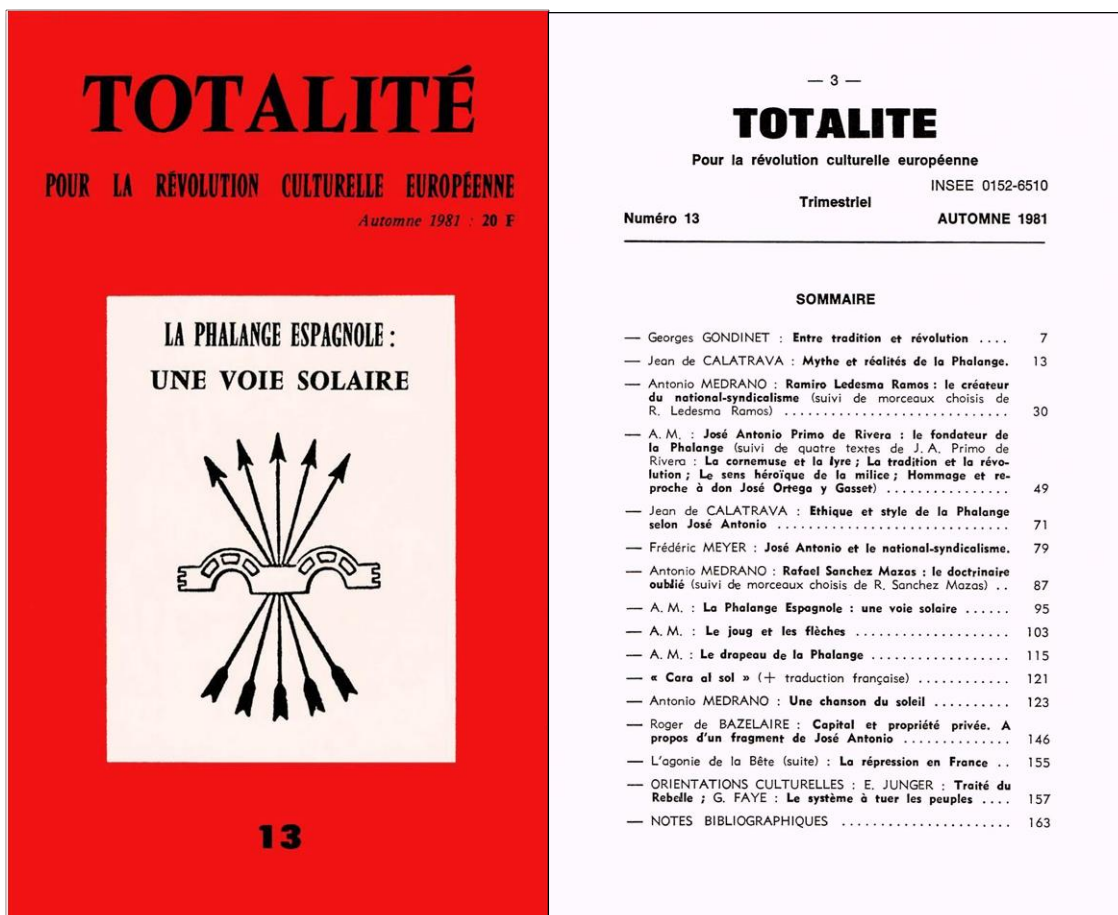 TOTALITÉ
POUR LA RÉVOLUTION CULTURELLE EUROPÉENNE
Automne 1981 : 20 F
LA PHALANGE ESPAGNOLE :
UNE VOIE SOLAIRE
13
— 3 —
TOTALITE
Pour la révolution culturelle européenne
INSEE 0152-6510
Trimestriel
Numéro 13 AUTOMNE 1981
SOMMAIRE
— Georges GONDINET : Entre tradition et révolution .... 7
— Jean de CALATRAVA : Mythe et réalités de la Phalange. 13
— Antonio MEDRANO : Ramiro Ledesma Ramos : le créateur
du national-syndicalisme (suivi de morceaux choisis de
R. Ledesma Ramos) ............................. 30
— A. M. : José Antonio Primo de Rivera : le fondateur de
la Phalange (suivi de quatre textes de J. A. Primo de
Rivera : La cornemuse et la lyre ; La tradition et la révo-
lution ; Le sens héroïque de la milice ; Hommage et re-
proche à don José Ortega y Gasset) ................ 49
— Jean de CALATRAVA : Ethique et style de la Phalange
selon José Antonio .............................. 71
— Frédéric MEYER : José Antonio et le national-syndicalisme. 79
— Antonio MEDRANO : Rafael Sanchez Mazas : le doctrinaire
oublié (suivi de morceaux choisis de R. Sanchez Mazas) .. 87
— A. M. : La Phalange Espagnole : une voie solaire ...... 95
— A. M. : Le joug et les flèches .................... 103
— A. M. : Le drapeau de la Phalange .................. 115
— « Cara al sol » (+ traduction française) ............ 121
— Antonio MEDRANO : Une chanson du soleil .......... 123
— Roger de BAZELAIRE : Capital et propriété privée. A
propos d'un fragment de José Antonio .............. 146
— L'agonie de la Bête (suite) : La répression en France .. 155
— ORIENTATIONS CULTURELLES : E. JUNGER : Traité du
Rebelle ; G. FAYE : Le système à tuer les peuples .... 157
— NOTES BIBLIOGRAPHIQUES ...................... 163